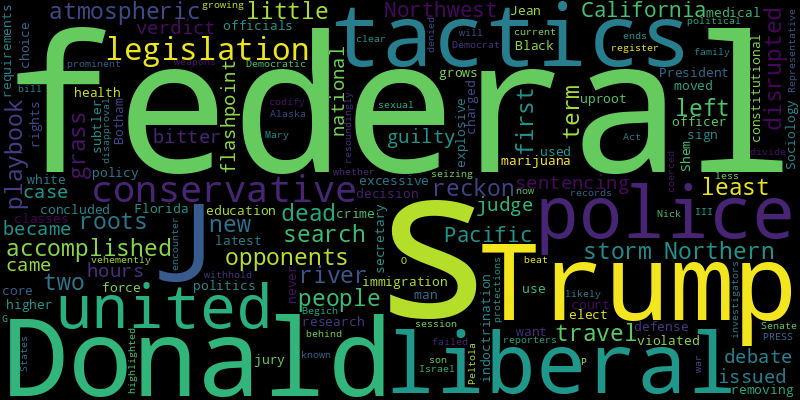 growing
atmospheric
little
tactics
Northwest
Jean
California
medical
requirements
choice
verdict
officials
clear
denied
will
Democrat
Black
current
ends
register
political
family
moved
President
disrupted
Representative
legislation
federal
prominent
weapons
Democratic
grows
national
bill
health
flashpoint
codify
Alaska
Mary
sexual
resoundingly
explosive
charged
first
term
uproot
left
officer
sign
constitutional
Sociology
playbook
rights
grass
subtler
disapproval
Botham
bitter
guilty
used
marijuana
Act
Shem
divide
white
policy
case
conservative
whether
excessive
decision
seizing
reckon
sentencing
now
records
coerced
less
least
Nick
III
police
classes
concluded
Florida
education
dead
crime
secretary
judge
became
roots
new
latest
search
J
S
Pacific
storm
Northern
accomplished
vehemently
encounter
opponents
O
came
hours
politics
river
never
immigration
man
Trump
beat
likely
core
two
force
withhold
people
use
court
investigators
higher
united
Begich
research
session
indoctrination
protections
want
elect
defense
Senate
G
States
behind
failed
reporters
travel
violated
PRESS
Donald
highlighted
jury
known
son
Israel
Peltola
liberal
P
war
debate
issued
removing